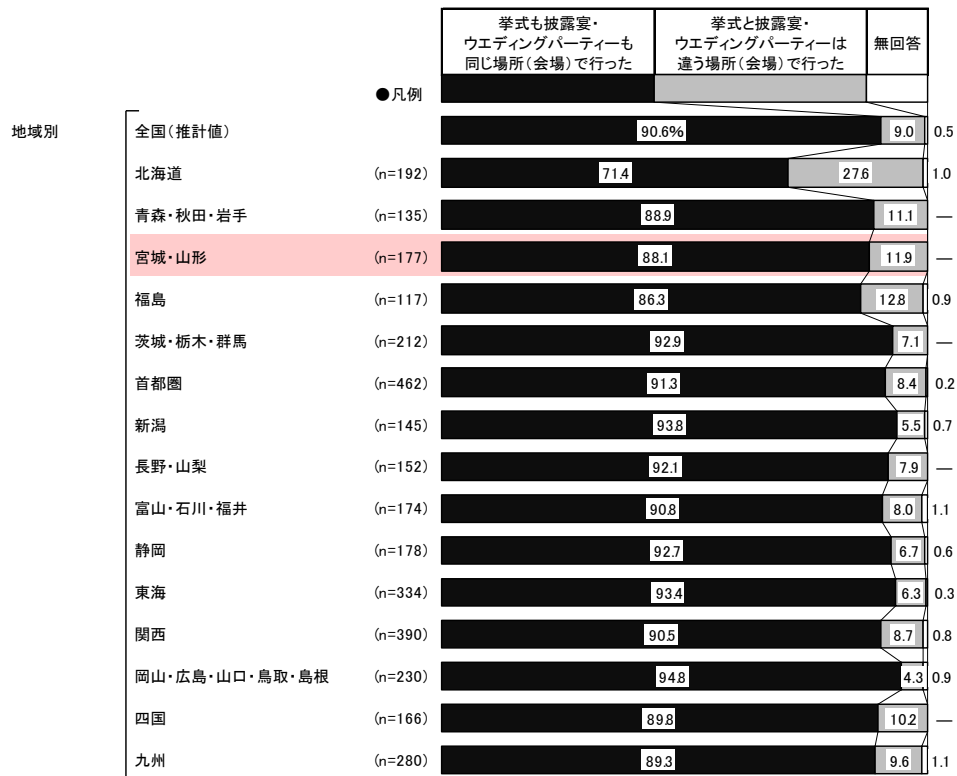 挙式も披露宴・
ウエディングパーティーも
同じ場所(会場)で行った
挙式と披露宴・
ウエディングパーティーは
違う場所(会場)で行った
無回答
●凡例
地域別
全国(推計値) 90.6% 9.0 0.5
北海道 (n=192) 71.4 27.6 1.0
青森・秋田・岩手 (n=135) 88.9 11.1 —
宮城・山形 (n=177) 88.1 11.9 —
福島 (n=117) 86.3 12.8 0.9
茨城・栃木・群馬 (n=212) 92.9 7.1 —
首都圏 (n=462) 91.3 8.4 0.2
新潟 (n=145) 93.8 5.5 0.7
長野・山梨 (n=152) 92.1 7.9 —
富山・石川・福井 (n=174) 90.8 8.0 1.1
静岡 (n=178) 92.7 6.7 0.6
東海 (n=334) 93.4 6.3 0.3
関西 (n=390) 90.5 8.7 0.8
岡山・広島・山口・鳥取・島根 (n=230) 94.8 4.3 0.9
四国 (n=166) 89.8 10.2 —
九州 (n=280) 89.3 9.6 1.1